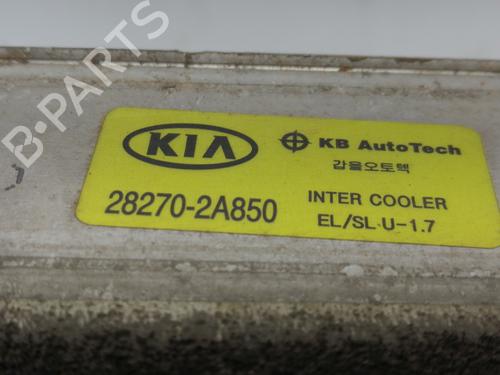 B-PARTS
KIA
KB AutoTech
갑을오토텍
28270-2A850
INTER COOLER
EL/SL·U-1.7